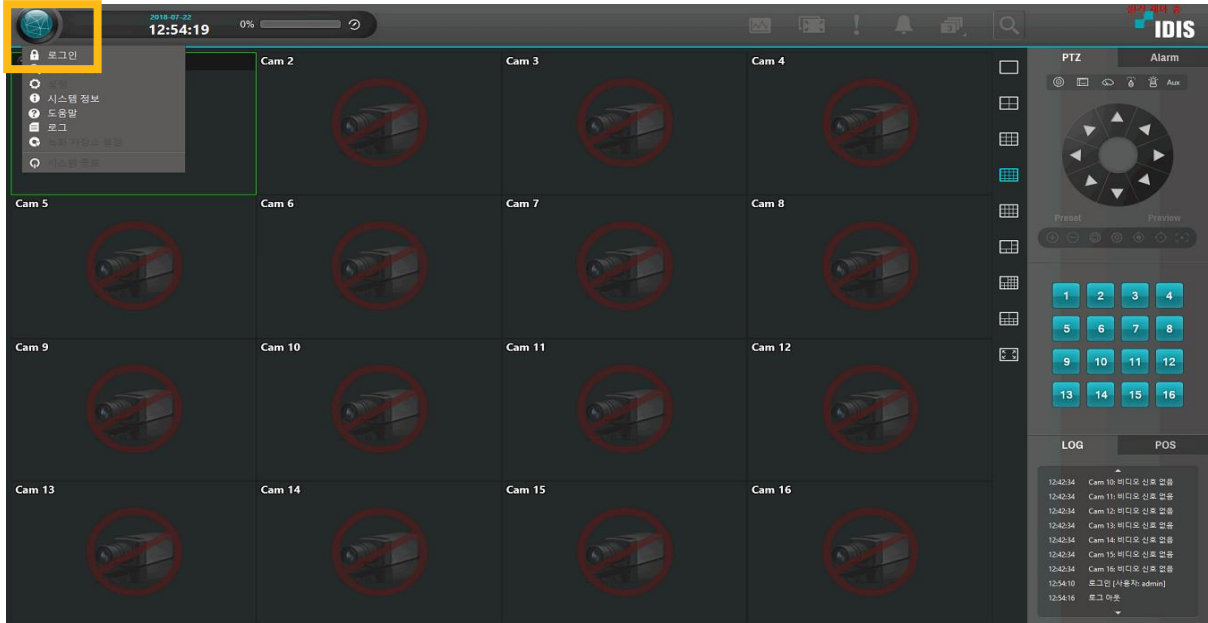 2018-07-22
12:54:19
0%
IDIS
로그인
시스템 정보
도움말
로그
시스템 종료
Cam 2
Cam 3
Cam 4
Cam 5
Cam 6
Cam 7
Cam 8
Cam 9
Cam 10
Cam 11
Cam 12
Cam 13
Cam 14
Cam 15
Cam 16
PTZ Alarm
Aux
Preset Preview
1 2 3 4
5 6 7 8
9 10 11 12
13 14 15 16
LOG POS
12:42:34 Cam 10: 비디오 신호 없음
12:42:34 Cam 11: 비디오 신호 없음
12:42:34 Cam 12: 비디오 신호 없음
12:42:34 Cam 13: 비디오 신호 없음
12:42:34 Cam 14: 비디오 신호 없음
12:42:34 Cam 15: 비디오 신호 없음
12:42:34 Cam 16: 비디오 신호 없음
12:54:10 로그인 [사용자: admin]
12:54:16 로그 아웃